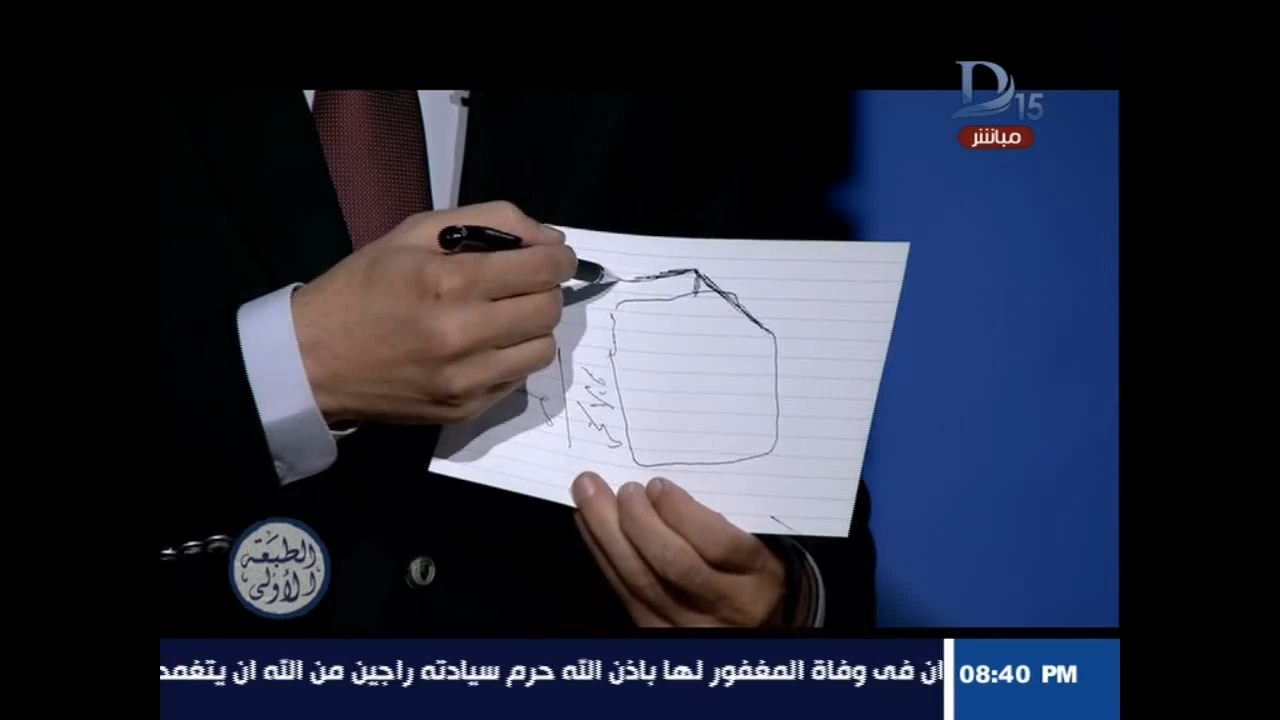 D15
مباشر
الطبعة
الأولى
ان فى وفاة المغفور لها باذن الله حرم سيادته راجين من الله ان يتغمد
08:40 PM